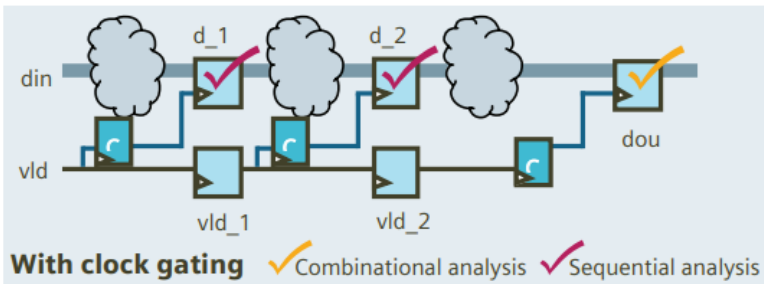 d_1
d_2
din
C
C
C
dou
vld
vld_1
vld_2
With clock gating
Combinational analysis
Sequential analysis